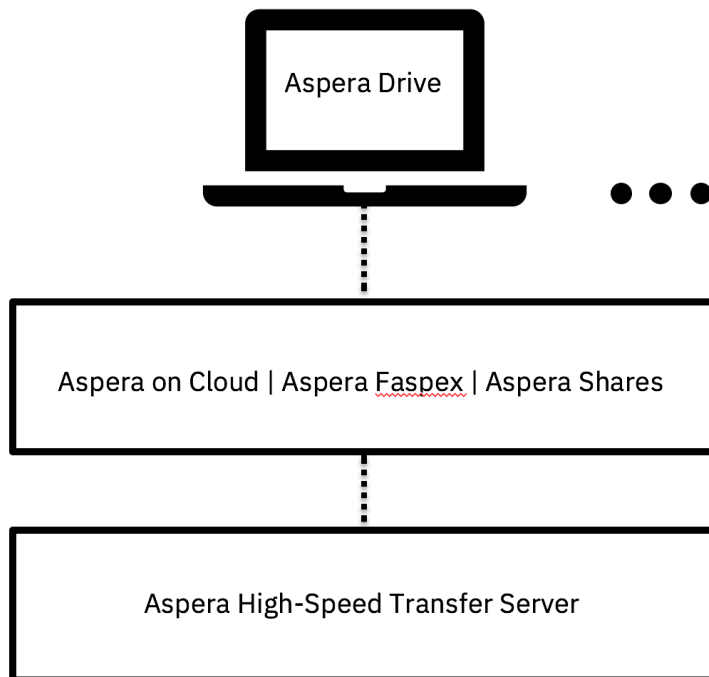 Aspera Drive
Aspera on Cloud | Aspera Faspex | Aspera Shares
Aspera High-Speed Transfer Server